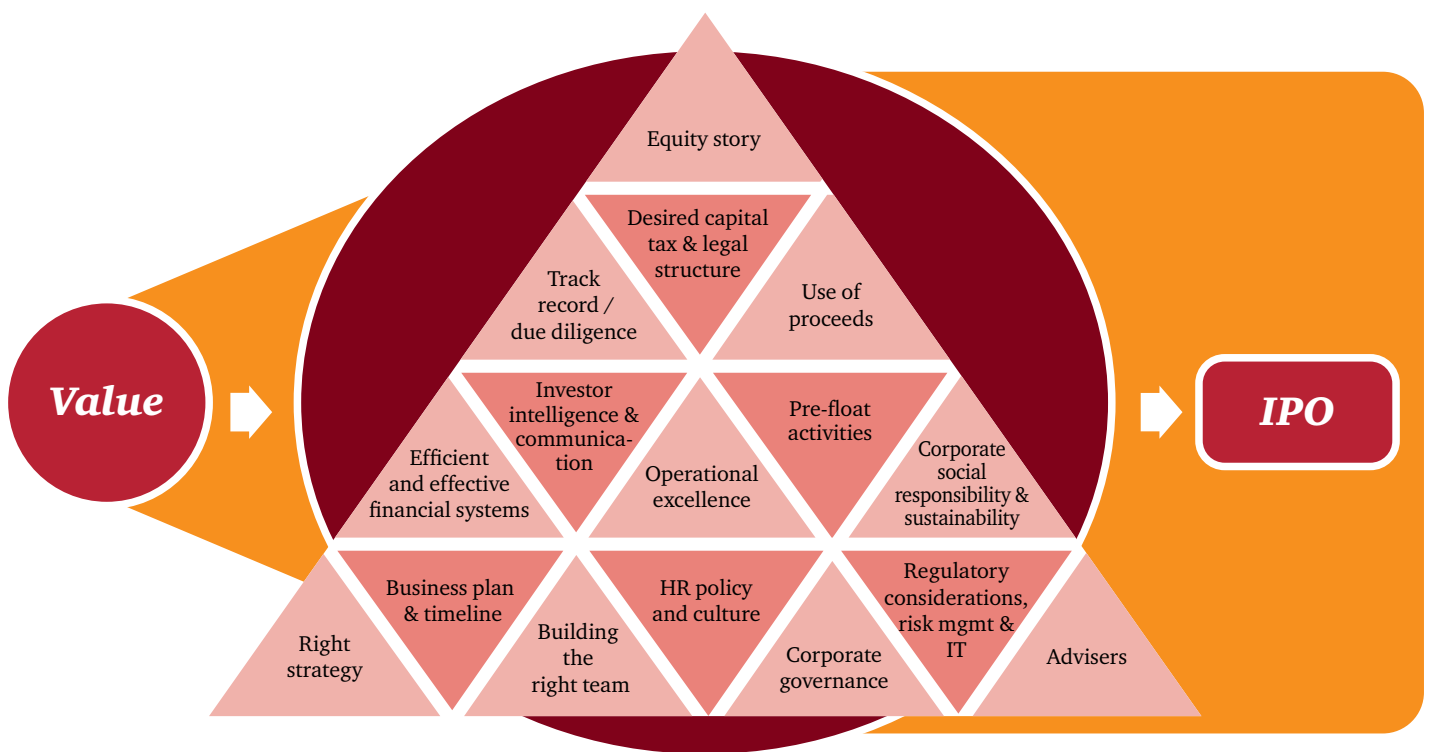 Equity story
Desired capital
tax & legal
structure
Track
record /
due diligence
Use of
proceeds
Value
Investor
intelligence &
communica-
tion
Pre-float
activities
IPO
Efficient
and effective
financial systems
Operational
excellence
Corporate
social
responsibility &
sustainability
Business plan
& timeline
HR policy
and culture
Regulatory
considerations,
risk mgmt &
IT
Right
strategy
Building
the
right team
Corporate
governance
Advisers